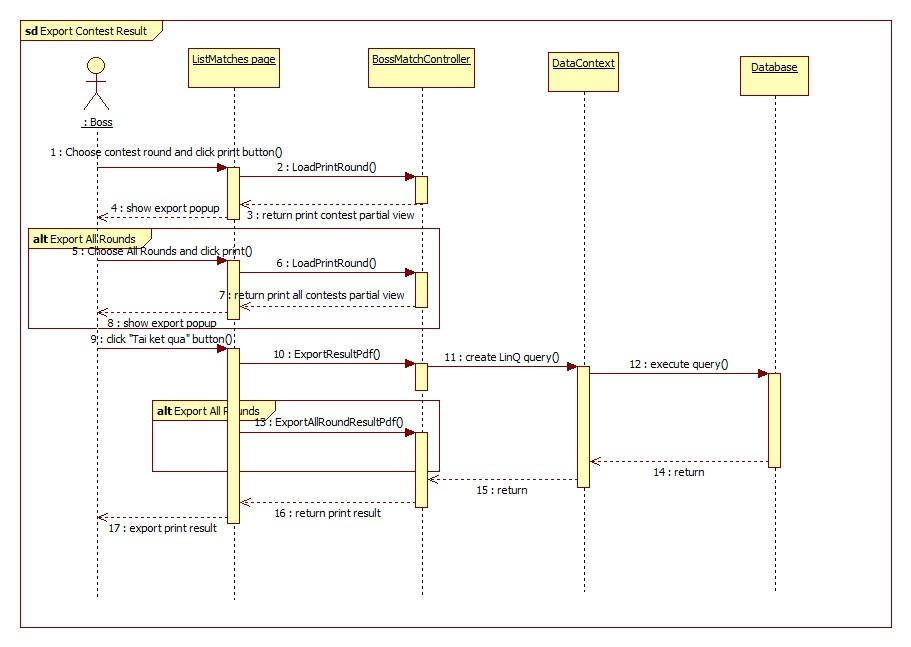 sd Export Contest Result
ListMatches page
BossMatchController
DataContext
Database
: Boss
1 : Choose contest round and click print button()
2 : LoadPrintRound()
3 : return print contest partial view
4 : show export popup
alt Export All Rounds
5 : Choose All Rounds and click print()
6 : LoadPrintRound()
7 : return print all contests partial view
8 : show export popup
9 : click "Tai ket qua" button()
10 : ExportResultPdf()
11 : create LinQ query()
12 : execute query()
alt Export All Rounds
13 : ExportAllRoundResultPdf()
14 : return
15 : return
16 : return print result
17 : export print result